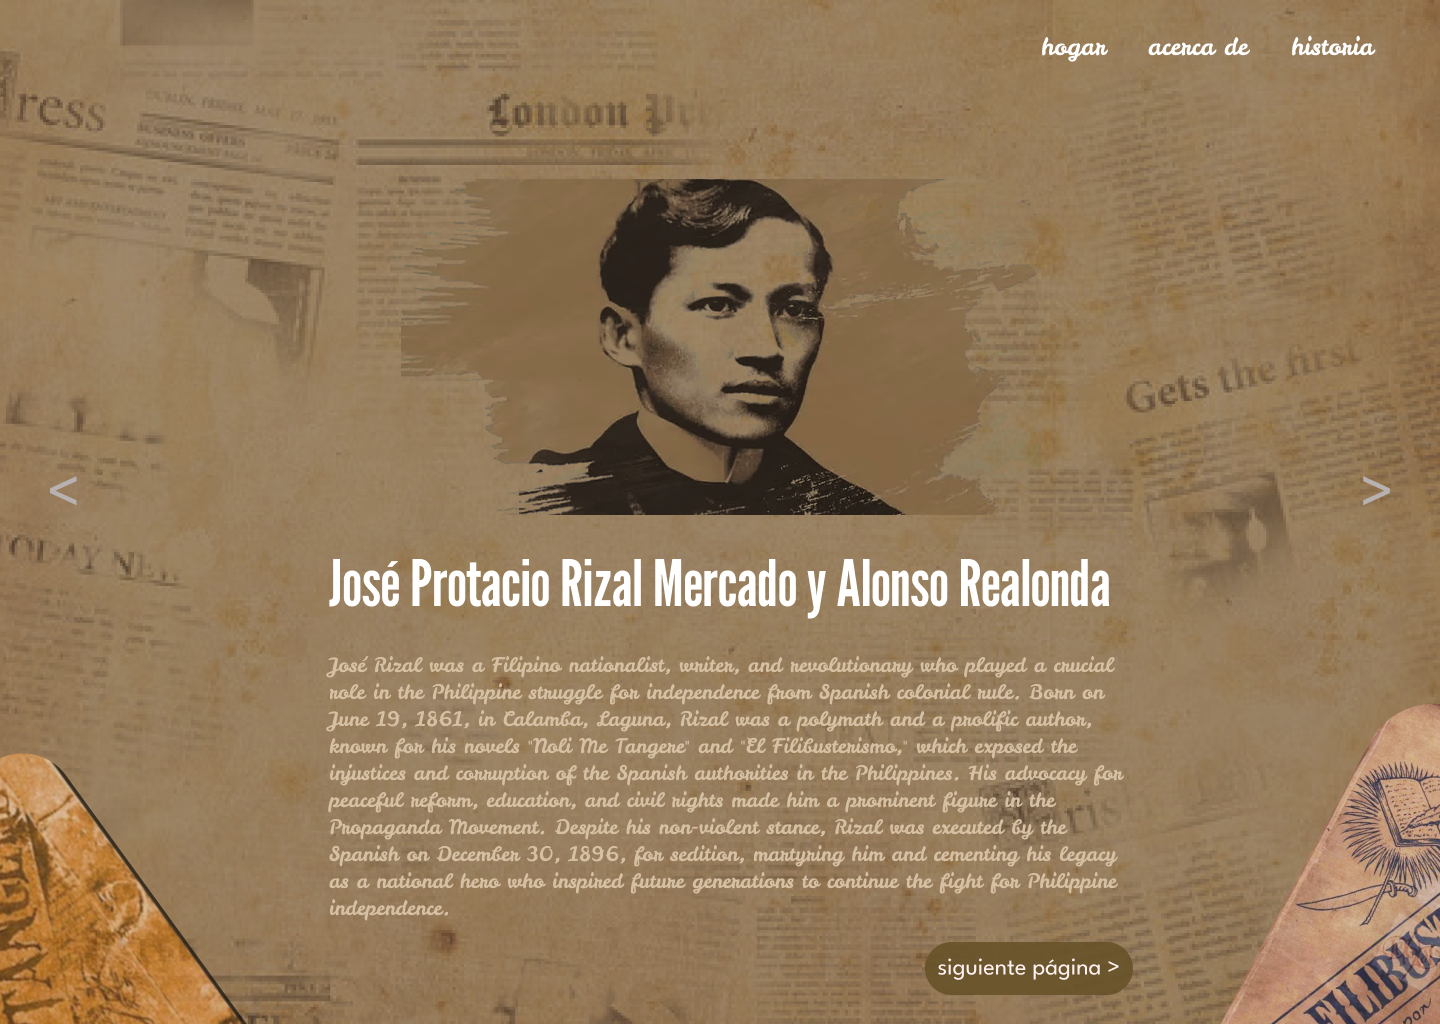 hogar acerca de historia
ress
London Pr
Gets the first
<
>
TODAY NE
José Protacio Rizal Mercado y Alonso Realonda
José Rizal was a Filipino nationalist, writer, and revolutionary who played a crucial
role in the Philippine struggle for independence from Spanish colonial rule. Born on
June 19, 1861, in Calamba, Laguna, Rizal was a polymath and a prolific author,
known for his novels "Noli Me Tangere" and "El Filibusterismo," which exposed the
injustices and corruption of the Spanish authorities in the Philippines. His advocacy for
peaceful reform, education, and civil rights made him a prominent figure in the
Propaganda Movement. Despite his non-violent stance, Rizal was executed by the
Spanish on December 30, 1896, for sedition, martyring him and cementing his legacy
as a national hero who inspired future generations to continue the fight for Philippine
independence.
siguiente página >
FILIBUST
por